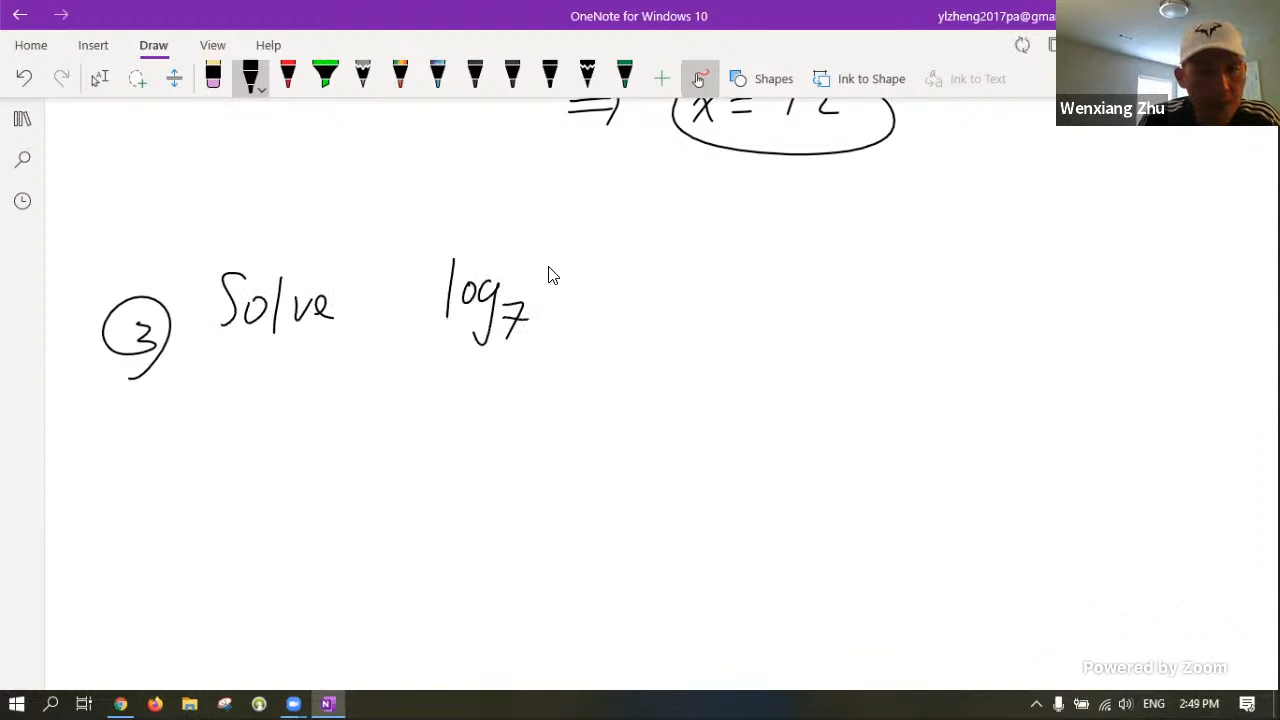 OneNote for Windows 10
ylzheng2017pa@gma
Home Insert Draw View Help
Shapes Ink to Shape Ink to Text
Wenxiang Zhu
⇒ x = 12
③ Solve log₇
Powered by Zoom
ENG 2:49 PM